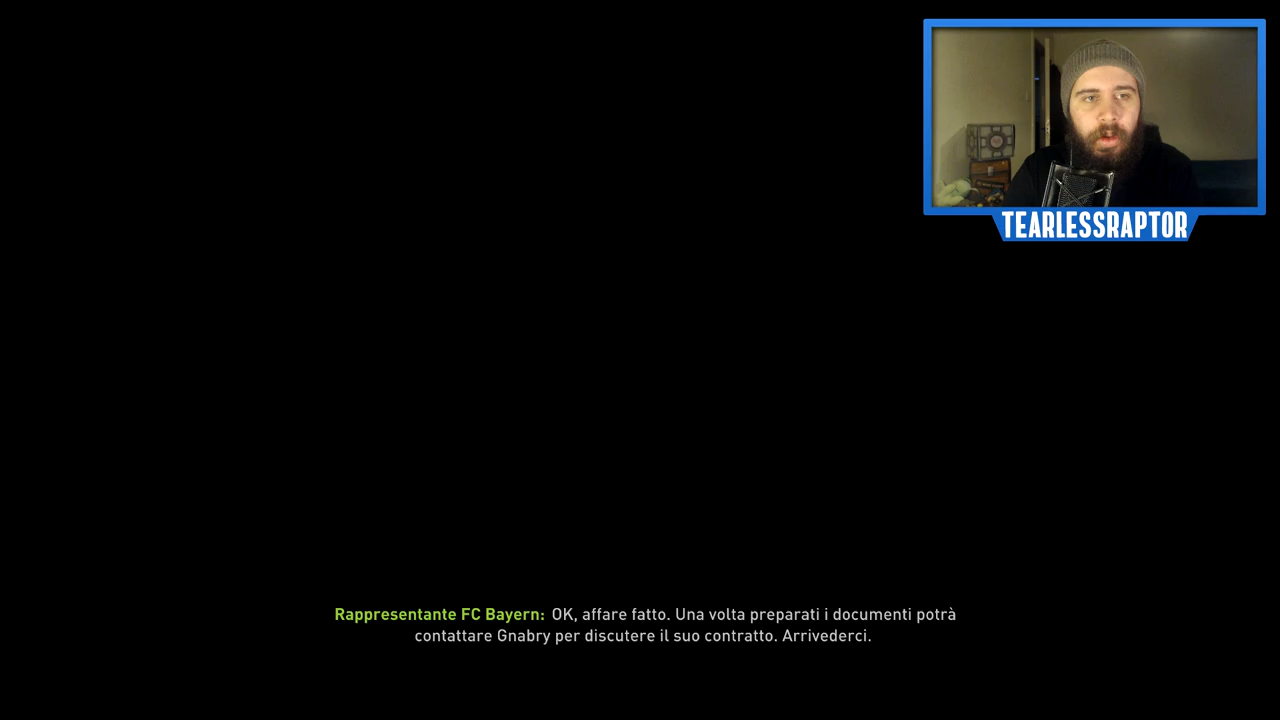 TEARLESSRAPTOR
Rappresentante FC Bayern: OK, affare fatto. Una volta preparati i documenti potrà
contattare Gnabry per discutere il suo contratto. Arrivederci.